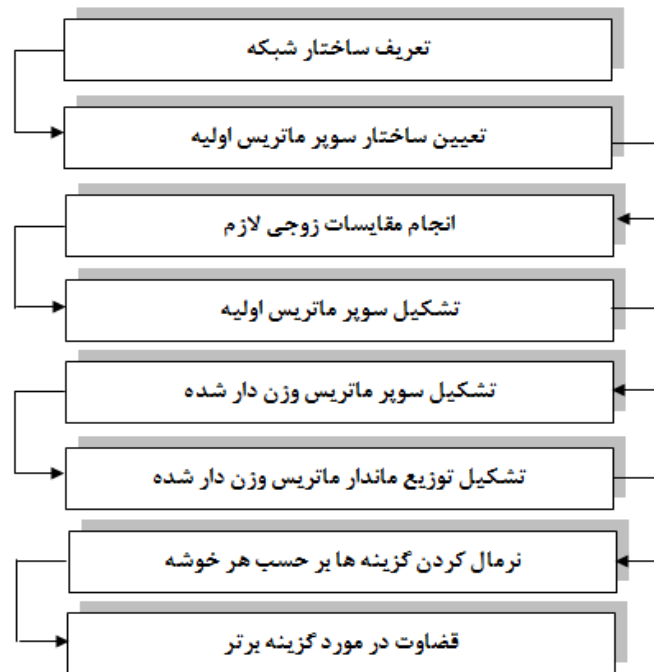 تعریف ساختار شبکه
تعیین ساختار سوپر ماتریس اولیه
انجام مقایسات زوجی لازم
تشکیل سوپر ماتریس اولیه
تشکیل سوپر ماتریس وزن دار شده
تشکیل توزیع ماندار ماتریس وزن دار شده
نرمال کردن گزینه ها بر حسب هر خوشه
قضاوت در مورد گزینه برتر